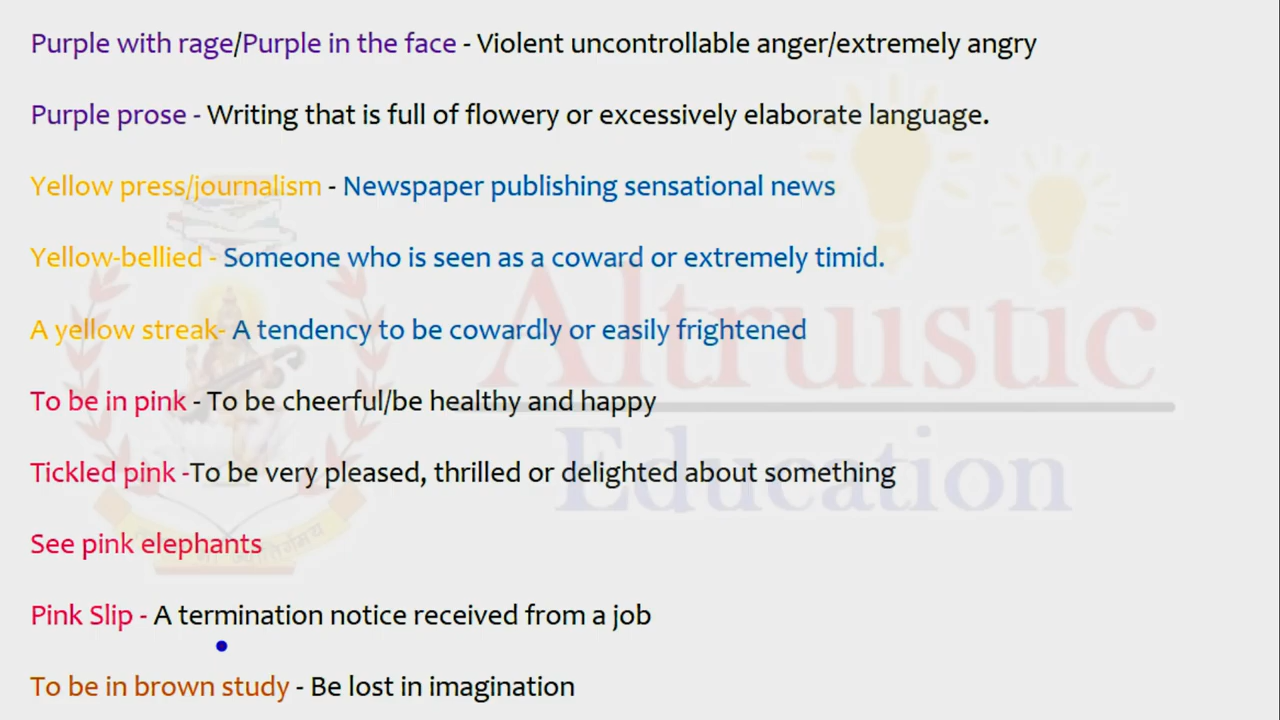 Purple with rage/Purple in the face - Violent uncontrollable anger/extremely angry
Purple prose - Writing that is full of flowery or excessively elaborate language.
Yellow press/journalism - Newspaper publishing sensational news
Yellow-bellied - Someone who is seen as a coward or extremely timid.
A yellow streak- A tendency to be cowardly or easily frightened
To be in pink - To be cheerful/be healthy and happy
Tickled pink -To be very pleased, thrilled or delighted about something
See pink elephants
Pink Slip - A termination notice received from a job
To be in brown study - Be lost in imagination
Altruistic
Education